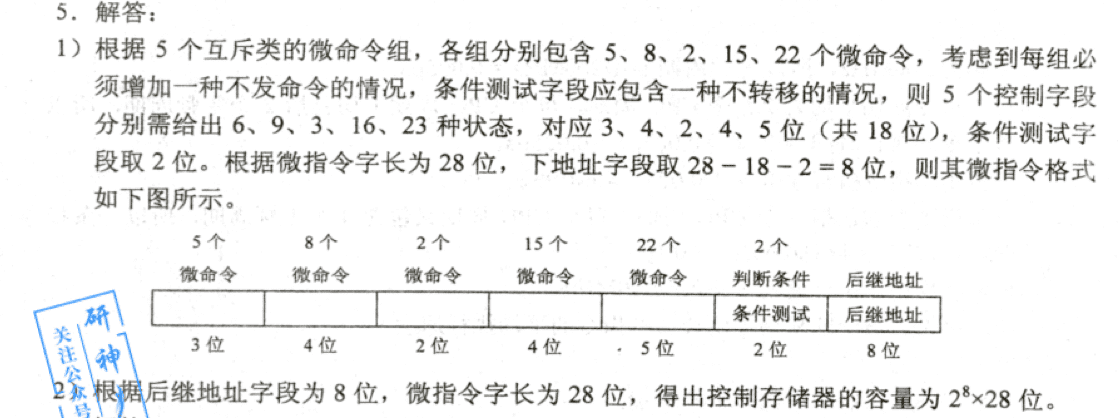 5．解答：
1）根据 5 个互斥类的微命令组，各组分别包含 5、8、2、15、22 个微命令，考虑到每组必
须增加一种不发命令的情况，条件测试字段应包含一种不转移的情况，则 5 个控制字段
分别需给出 6、9、3、16、23 种状态，对应 3、4、2、4、5 位（共 18 位），条件测试字
段取 2 位。根据微指令字长为 28 位，下地址字段取 28－18－2＝8 位，则其微指令格式
如下图所示。
5 个 8 个 2 个 15 个 22 个 2 个
微命令 微命令 微命令 微命令 微命令 判断条件 后继地址
条件测试 后继地址
3 位 4 位 2 位 4 位 5 位 2 位 8 位
研神
关注公众号
2）根据后继地址字段为 8 位，微指令字长为 28 位，得出控制存储器的容量为 2⁸×28 位。